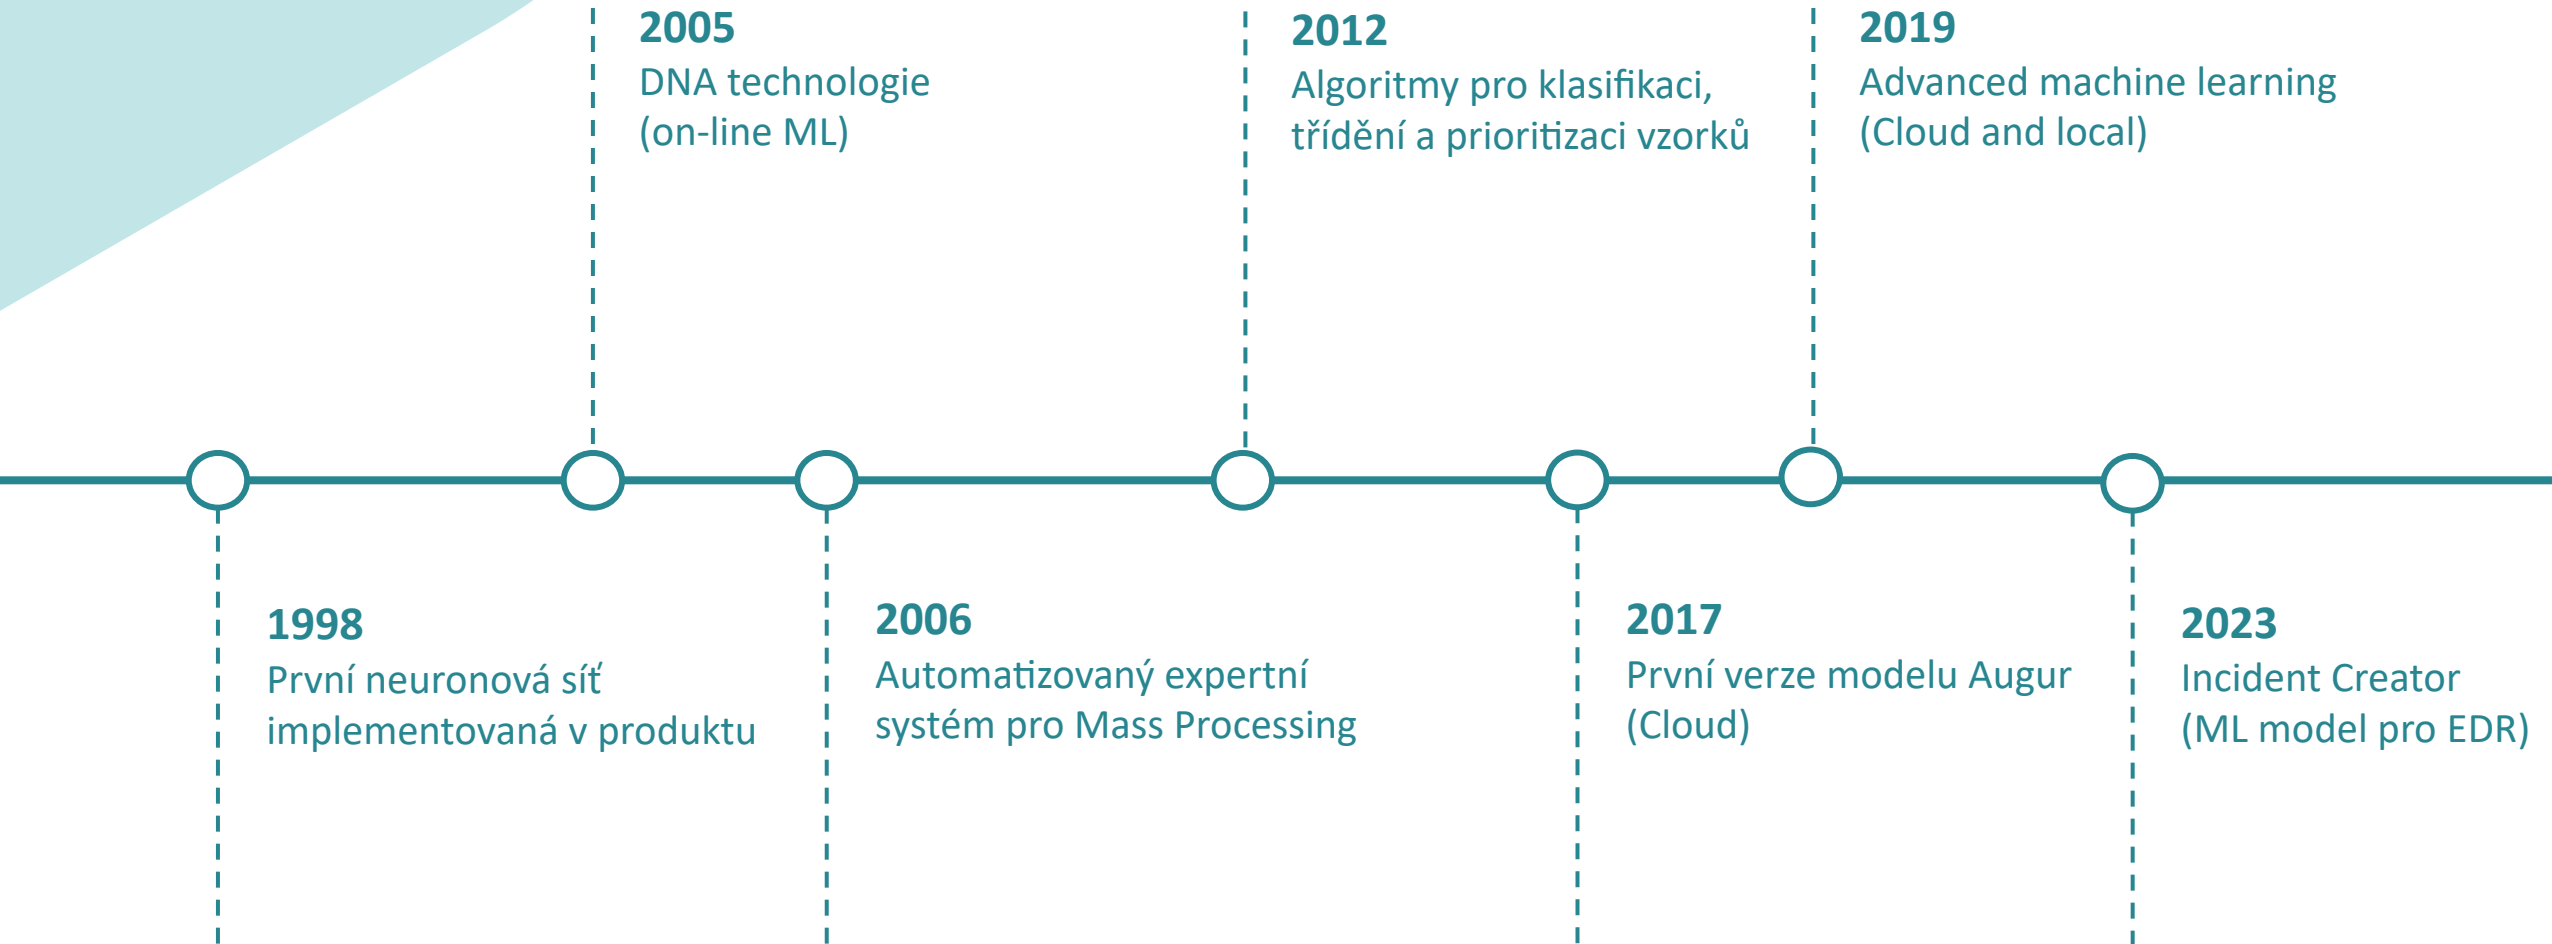 2005
DNA technologie
(on-line ML)
2012
Algoritmy pro klasifikaci,
třídění a prioritizaci vzorků
2019
Advanced machine learning
(Cloud and local)
1998
První neuronová síť
implementovaná v produktu
2006
Automatizovaný expertní
systém pro Mass Processing
2017
První verze modelu Augur
(Cloud)
2023
Incident Creator
(ML model pro EDR)